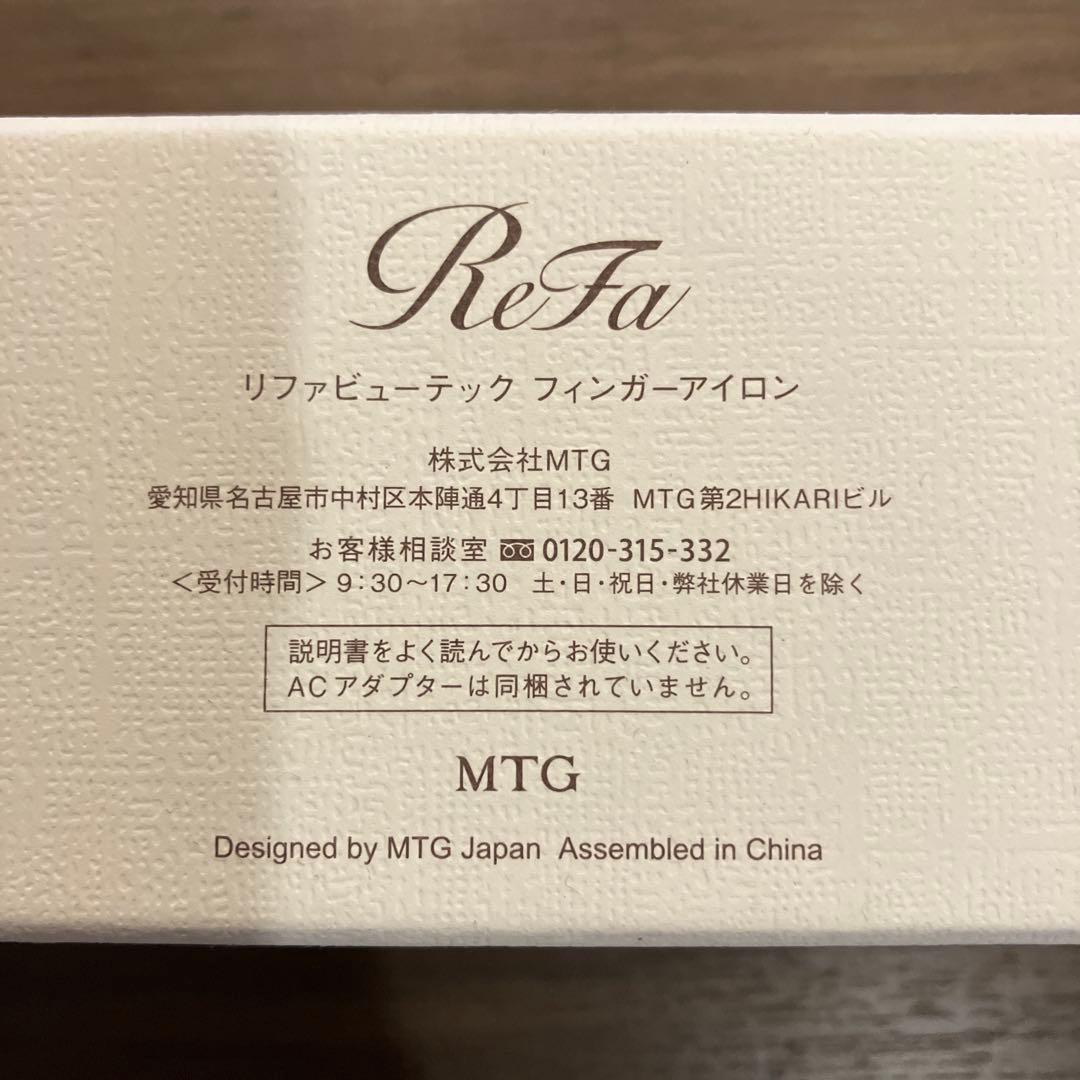 ReFa
リファビューテック フィンガーアイロン
株式会社MTG
愛知県名古屋市中村区本陣通4丁目13番 MTG第2HIKARIビル
お客様相談室 0120-315-332
＜受付時間＞9：30〜17：30 土・日・祝日・弊社休業日を除く
説明書をよく読んでからお使いください。
ACアダプターは同梱されていません。
MTG
Designed by MTG Japan Assembled in China